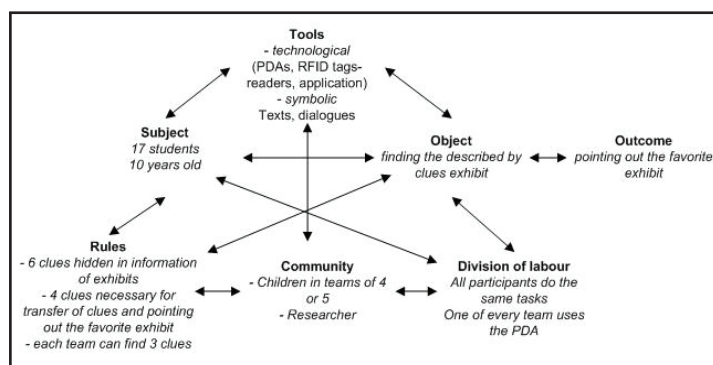 Tools
- technological
(PDAs, RFID tags-
readers, application)
- symbolic
Texts, dialogues
Subject
17 students
10 years old
Object
finding the described by
clues exhibit
Outcome
pointing out the favorite
exhibit
Rules
- 6 clues hidden in information
of exhibits
- 4 clues necessary for
transfer of clues and pointing
out the favorite exhibit
- each team can find 3 clues
Community
- Children in teams of 4
or 5
- Researcher
Division of labour
All participants do the
same tasks
One of every team uses
the PDA